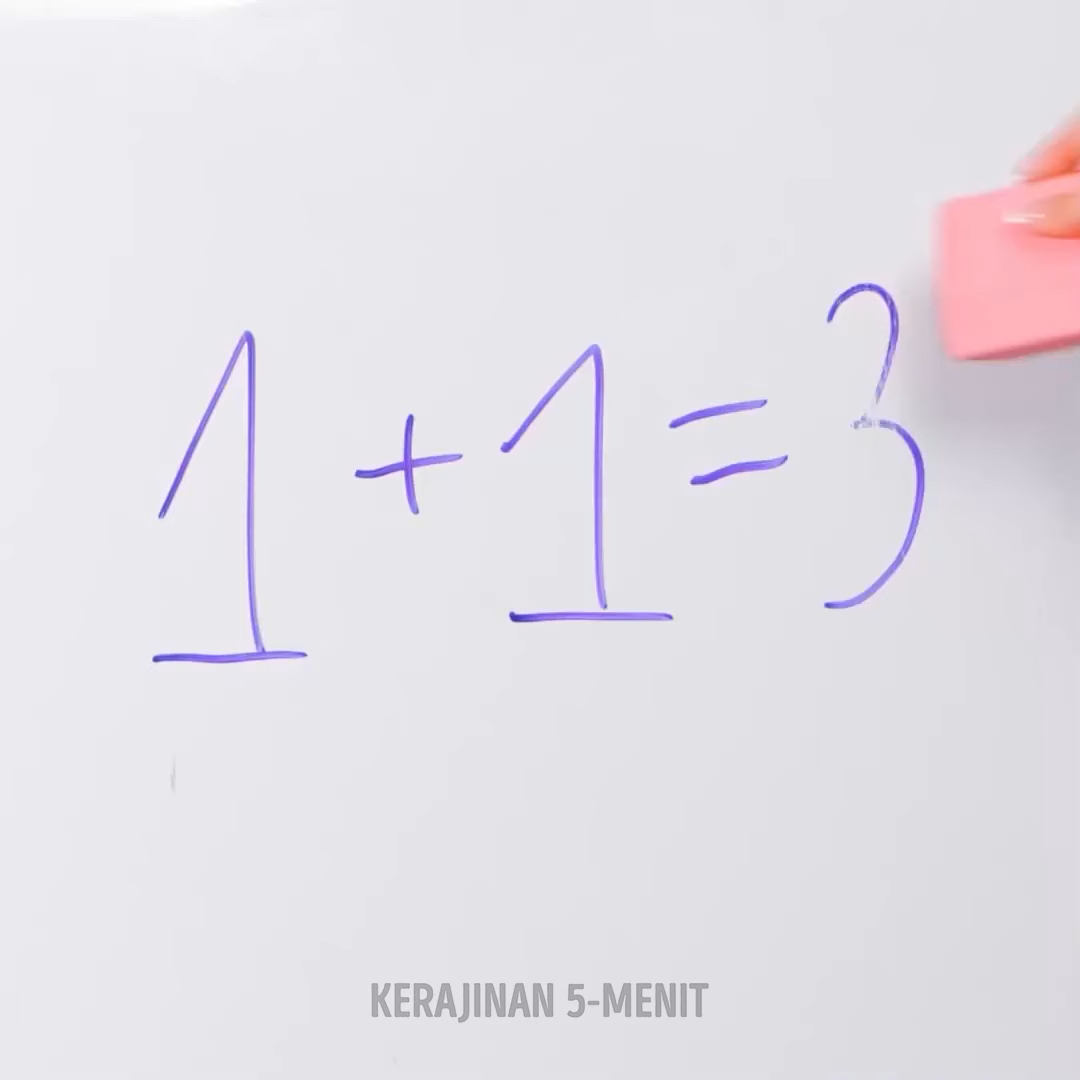 1 + 1 = 3
KERAJINAN 5-MENIT